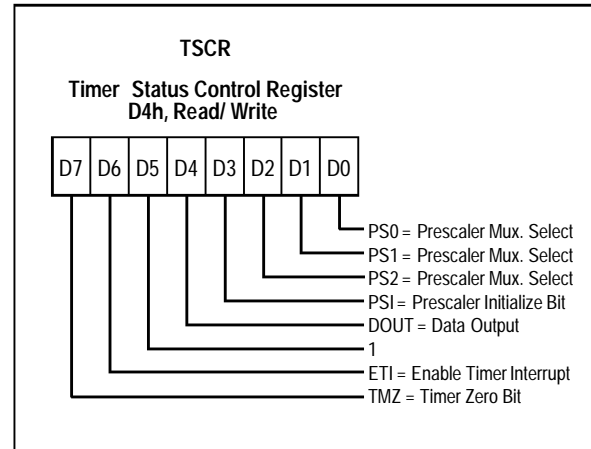 TSCR
Timer Status Control Register
D4h, Read/ Write
D7 D6 D5 D4 D3 D2 D1 D0
PS0 = Prescaler Mux. Select
PS1 = Prescaler Mux. Select
PS2 = Prescaler Mux. Select
PSI = Prescaler Initialize Bit
DOUT = Data Output
1
ETI = Enable Timer Interrupt
TMZ = Timer Zero Bit